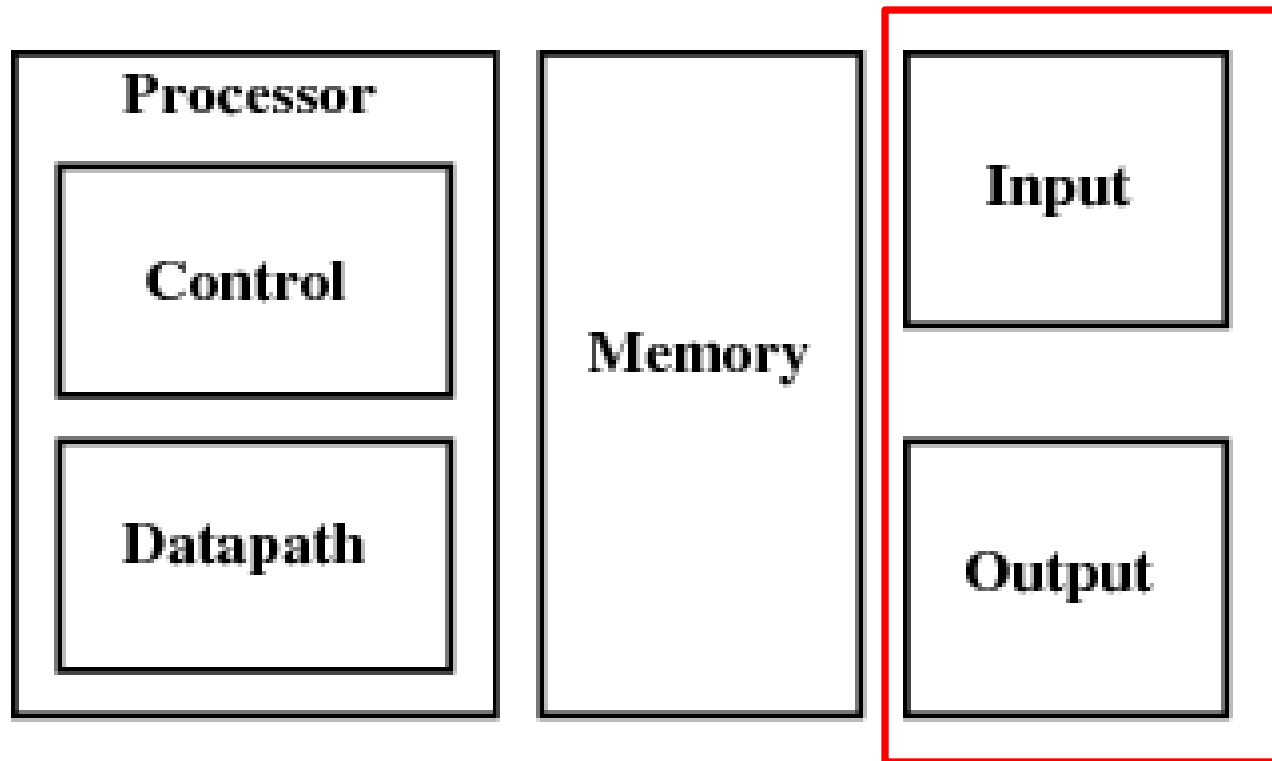 Processor
Control
Datapath
Memory
Input
Output